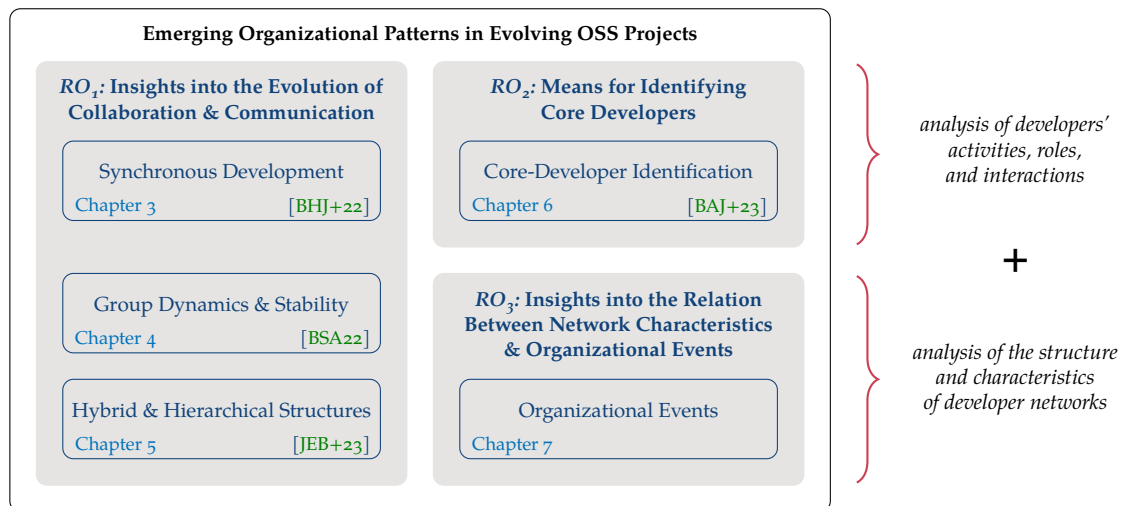 Emerging Organizational Patterns in Evolving OSS Projects
RO₁: Insights into the Evolution of
Collaboration & Communication
Synchronous Development
Chapter 3 [BHJ+22]
Group Dynamics & Stability
Chapter 4 [BSA22]
Hybrid & Hierarchical Structures
Chapter 5 [JEB+23]
RO₂: Means for Identifying
Core Developers
Core-Developer Identification
Chapter 6 [BAJ+23]
RO₃: Insights into the Relation
Between Network Characteristics
& Organizational Events
Organizational Events
Chapter 7
analysis of developers’
activities, roles,
and interactions
+
analysis of the structure
and characteristics
of developer networks